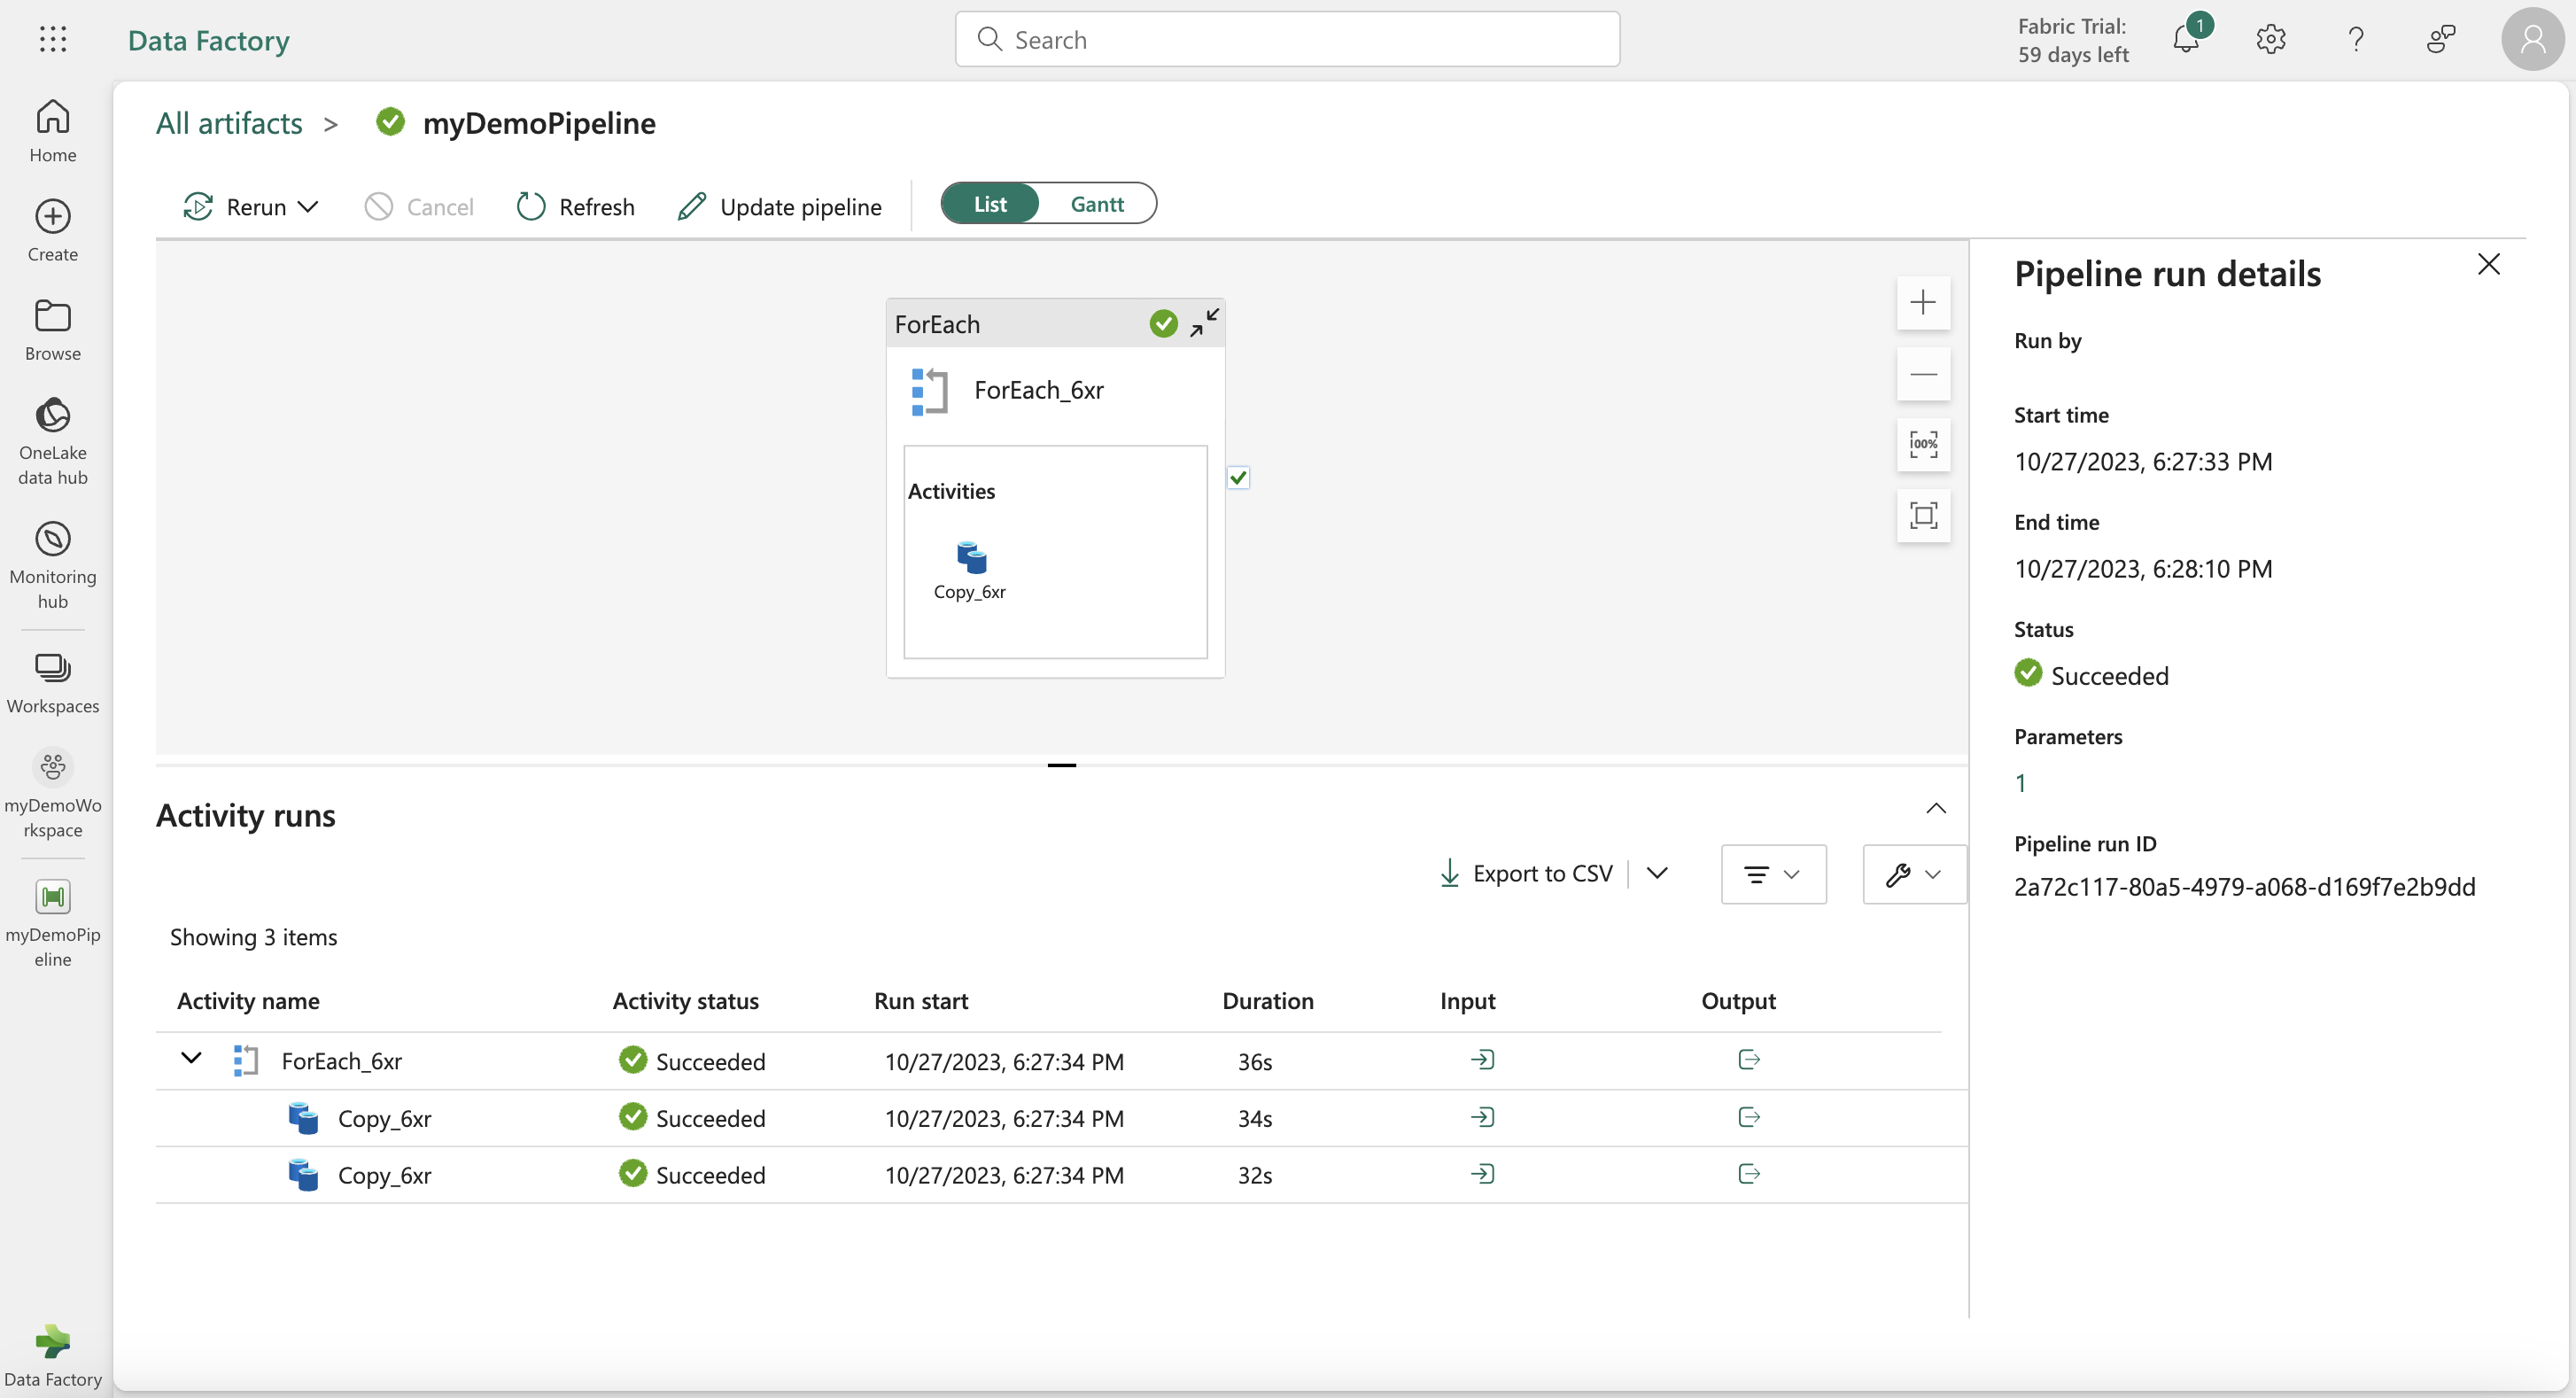 Data Factory
Search
Fabric Trial:
59 days left
1
Home
Create
Browse
OneLake
data hub
Monitoring
hub
Workspaces
myDemoWo
rkspace
myDemoPip
eline
Data Factory
All artifacts > myDemoPipeline
Rerun Cancel Refresh Update pipeline List Gantt
ForEach
ForEach_6xr
Activities
Copy_6xr
00%
Activity runs
Export to CSV
Showing 3 items
Activity name Activity status Run start Duration Input Output
ForEach_6xr Succeeded 10/27/2023, 6:27:34 PM 36s
Copy_6xr Succeeded 10/27/2023, 6:27:34 PM 34s
Copy_6xr Succeeded 10/27/2023, 6:27:34 PM 32s
Pipeline run details
Run by
Start time
10/27/2023, 6:27:33 PM
End time
10/27/2023, 6:28:10 PM
Status
Succeeded
Parameters
1
Pipeline run ID
2a72c117-80a5-4979-a068-d169f7e2b9dd